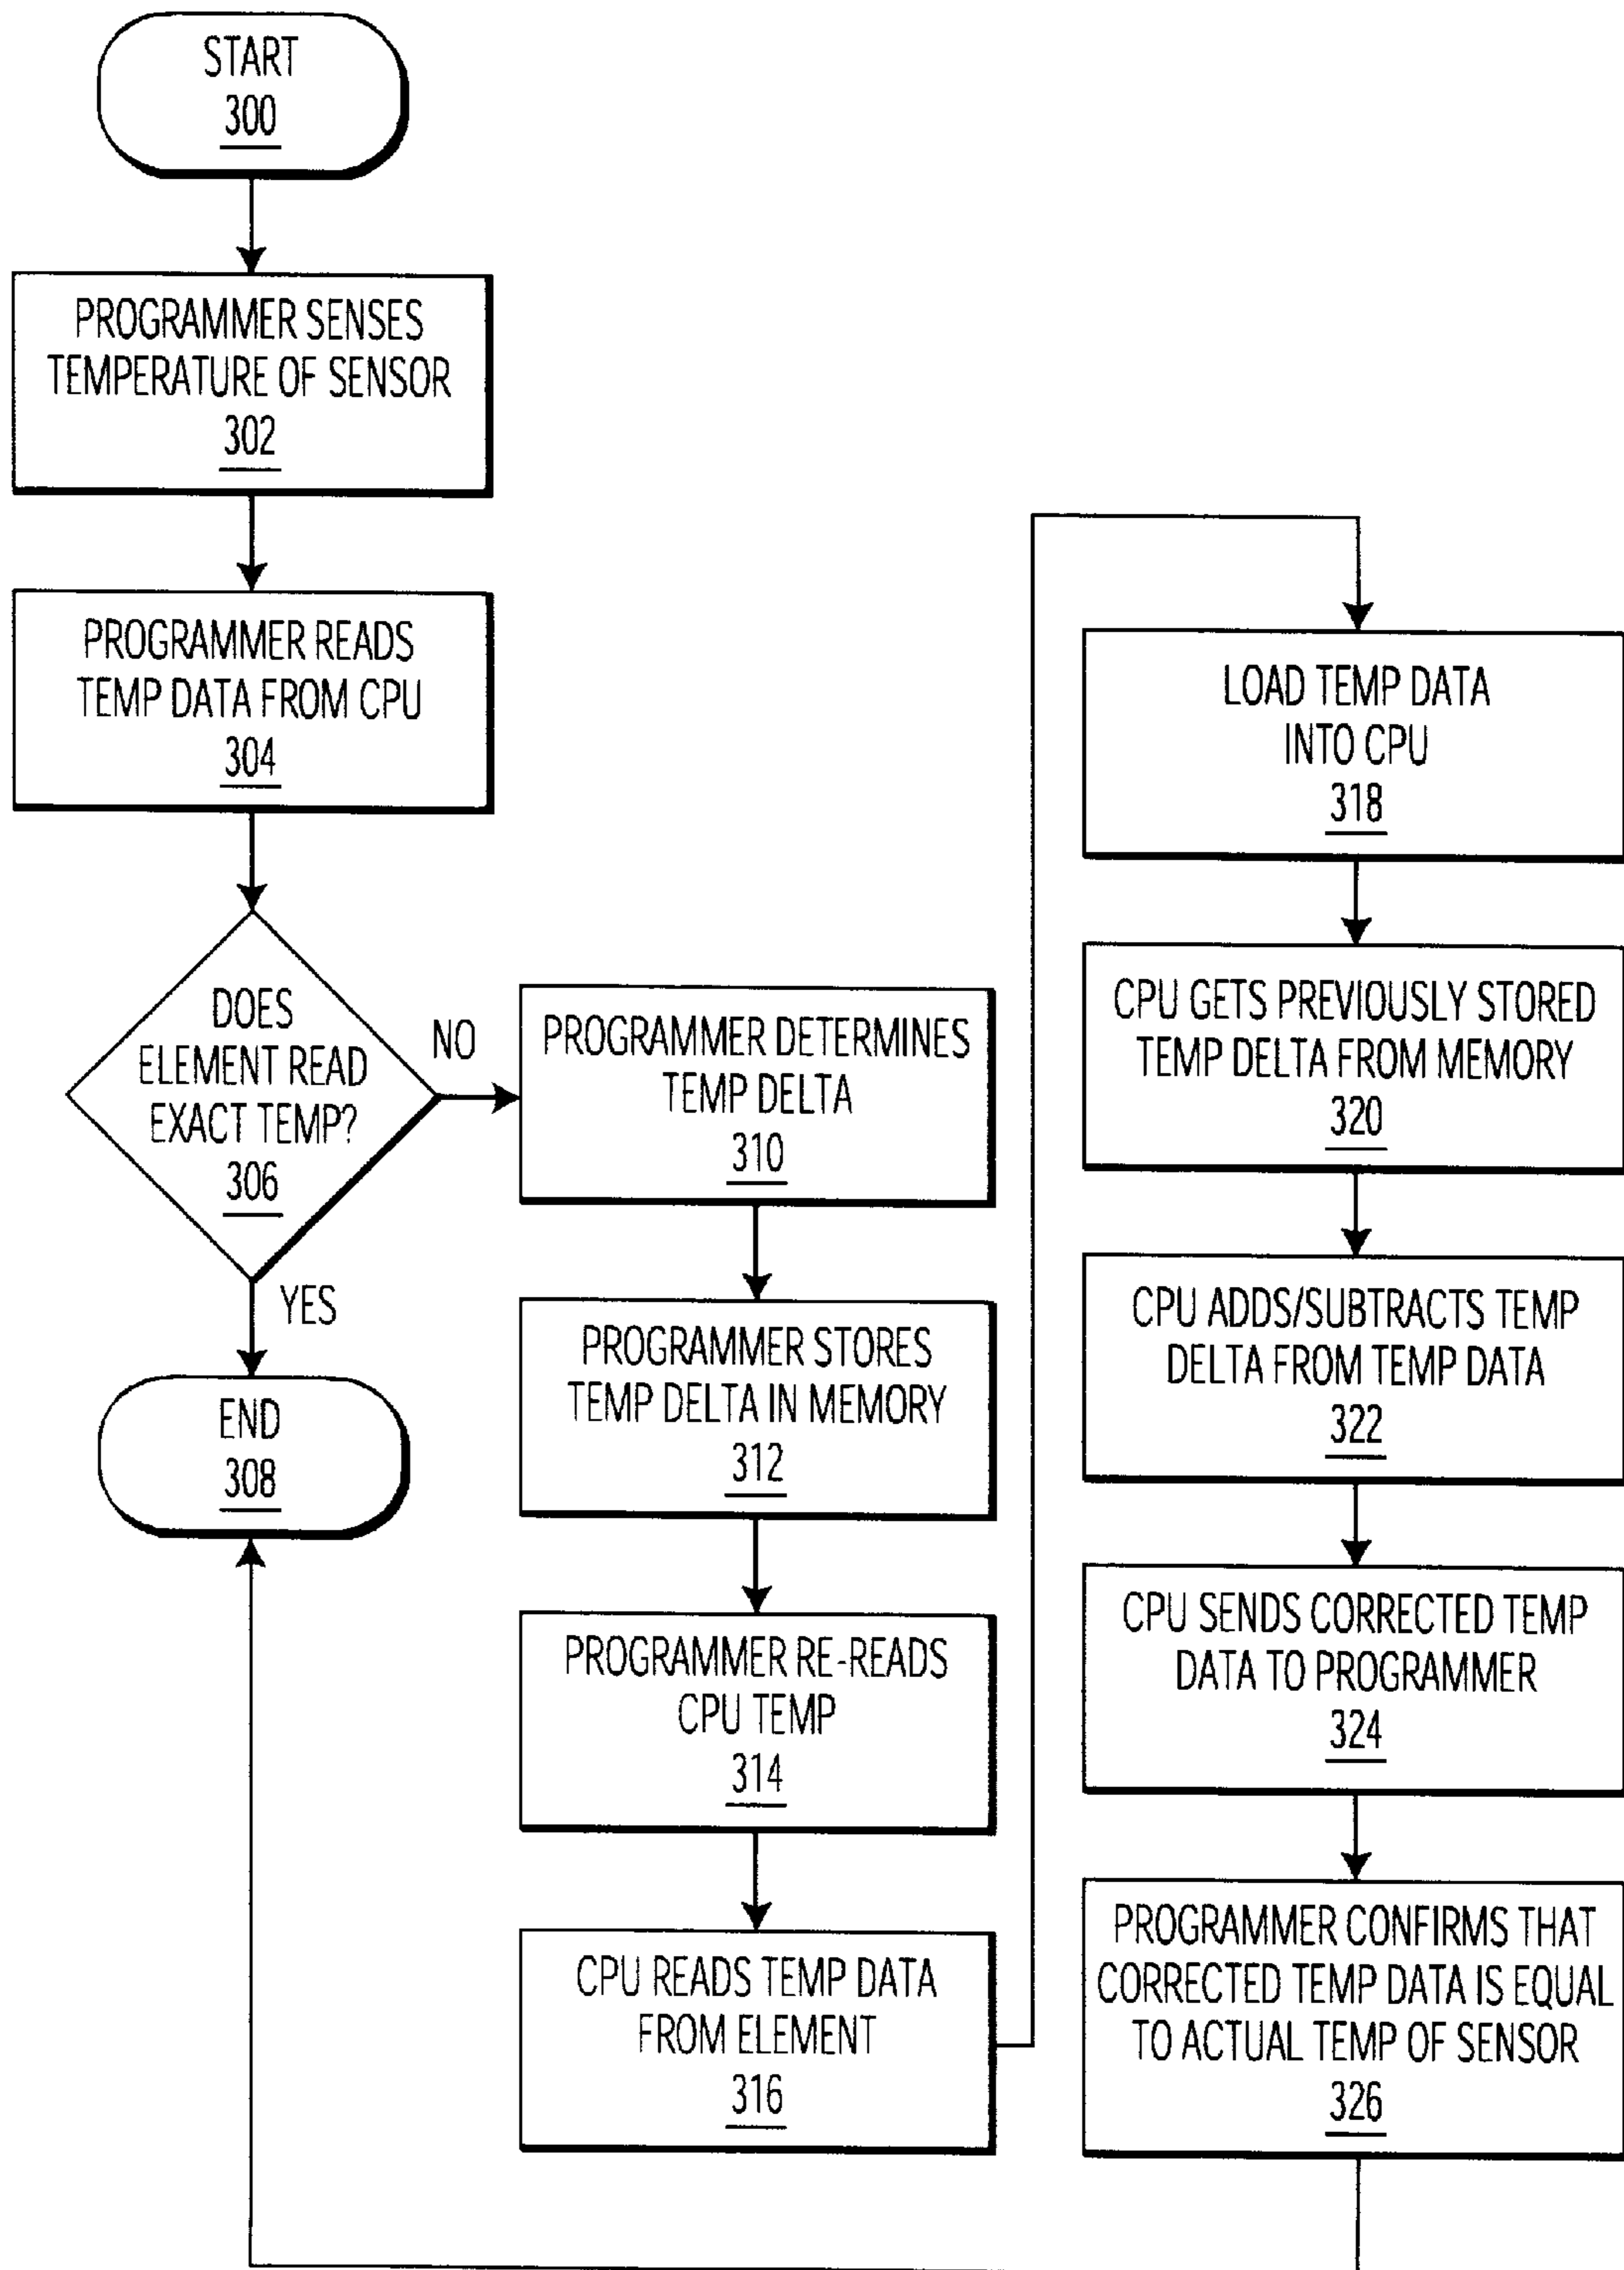 START
300
PROGRAMMER SENSES
TEMPERATURE OF SENSOR
302
PROGRAMMER READS
TEMP DATA FROM CPU
304
DOES
ELEMENT READ
EXACT TEMP?
306
NO
YES
END
308
PROGRAMMER DETERMINES
TEMP DELTA
310
PROGRAMMER STORES
TEMP DELTA IN MEMORY
312
PROGRAMMER RE-READS
CPU TEMP
314
CPU READS TEMP DATA
FROM ELEMENT
316
LOAD TEMP DATA
INTO CPU
318
CPU GETS PREVIOUSLY STORED
TEMP DELTA FROM MEMORY
320
CPU ADDS/SUBTRACTS TEMP
DELTA FROM TEMP DATA
322
CPU SENDS CORRECTED TEMP
DATA TO PROGRAMMER
324
PROGRAMMER CONFIRMS THAT
CORRECTED TEMP DATA IS EQUAL
TO ACTUAL TEMP OF SENSOR
326